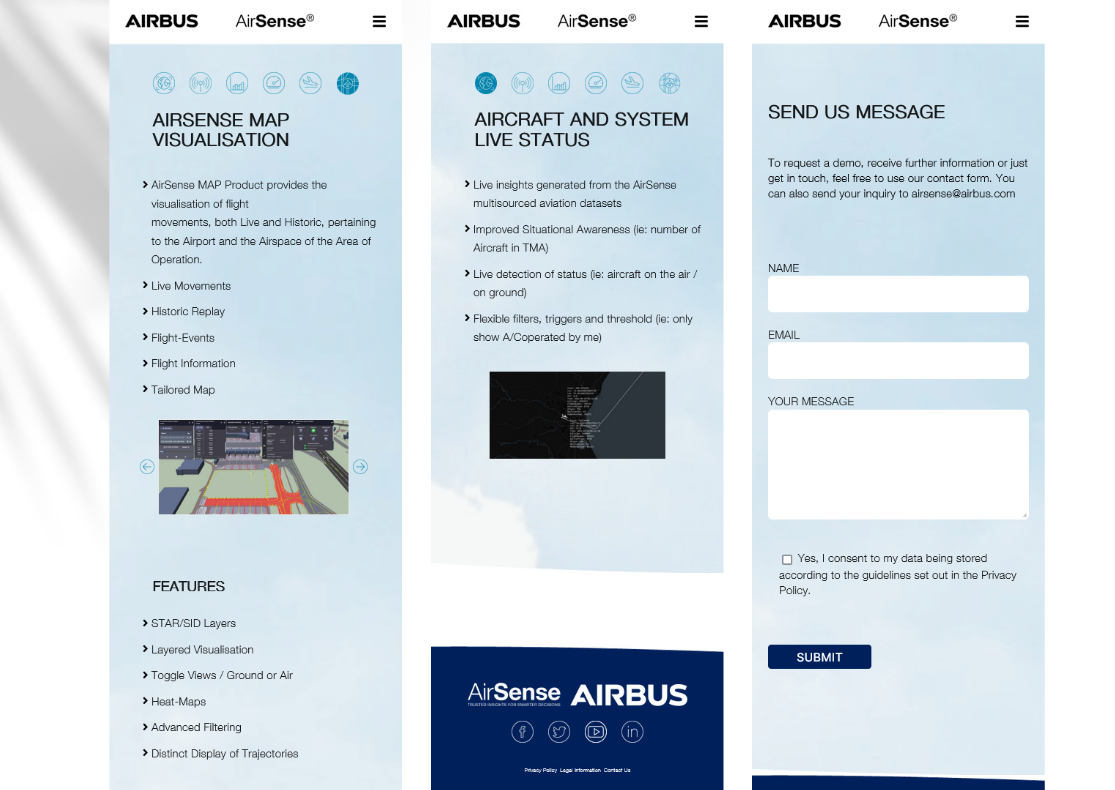 AIRBUS
AirSense®
AIRSENSE MAP
VISUALISATION
AirSense MAP Product provides the
visualisation of flight
movements, both Live and Historic, pertaining
to the Airport and the Airspace of the Area of
Operation.
Live Movements
Historic Replay
Flight-Events
Flight Information
Tailored Map
FEATURES
STAR/SID Layers
Layered Visualisation
Toggle Views / Ground or Air
Heat-Maps
Advanced Filtering
Distinct Display of Trajectories
AIRBUS
AirSense®
AIRCRAFT AND SYSTEM
LIVE STATUS
Live insights generated from the AirSense
multisourced aviation datasets
Improved Situational Awareness (ie: number of
Aircraft in TMA)
Live detection of status (ie: aircraft on the air /
on ground)
Flexible filters, triggers and threshold (ie: only
show A/Coperated by me)
AirSense AIRBUS
TRUSTED INSIGHTS FOR SMARTER DECISIONS
Privacy Policy Legal Information Contact Us
AIRBUS
AirSense®
SEND US MESSAGE
To request a demo, receive further information or just
get in touch, feel free to use our contact form. You
can also send your inquiry to airsense@airbus.com
NAME
EMAIL
YOUR MESSAGE
Yes, I consent to my data being stored
according to the guidelines set out in the Privacy
Policy.
SUBMIT